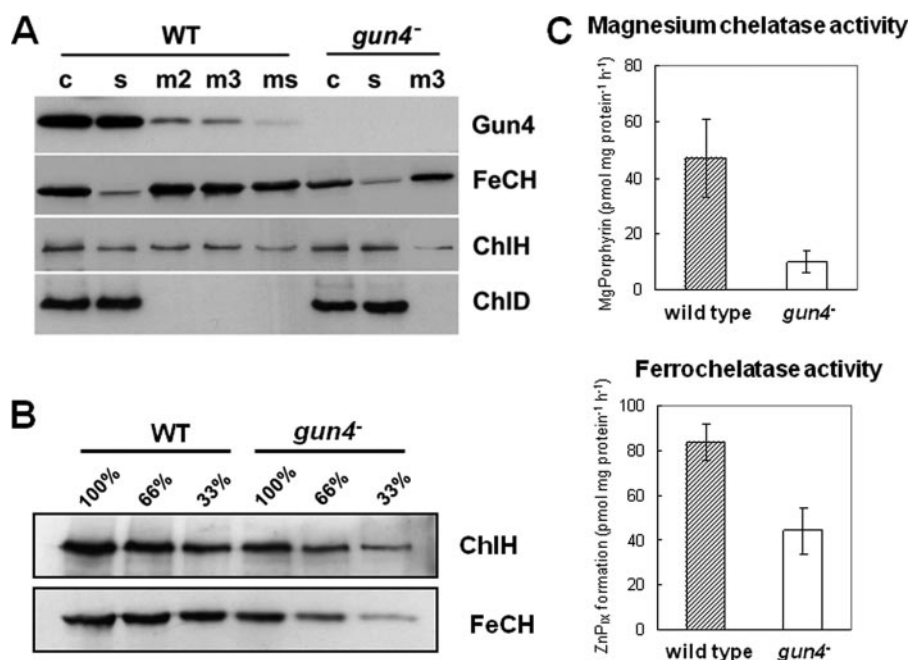 A
WT
gun4⁻
c s m2 m3 ms c s m3
Gun4
FeCH
ChlH
ChlD
B
WT
gun4⁻
100% 66% 33% 100% 66% 33%
ChlH
FeCH
C
Magnesium chelatase activity
MgPorphyrin (pmol mg protein⁻¹ h⁻¹)
80
60
40
20
0
wild type gun4⁻
Ferrochelatase activity
ZnPIX formation (pmol mg protein⁻¹ h⁻¹)
100
80
60
40
20
0
wild type gun4⁻